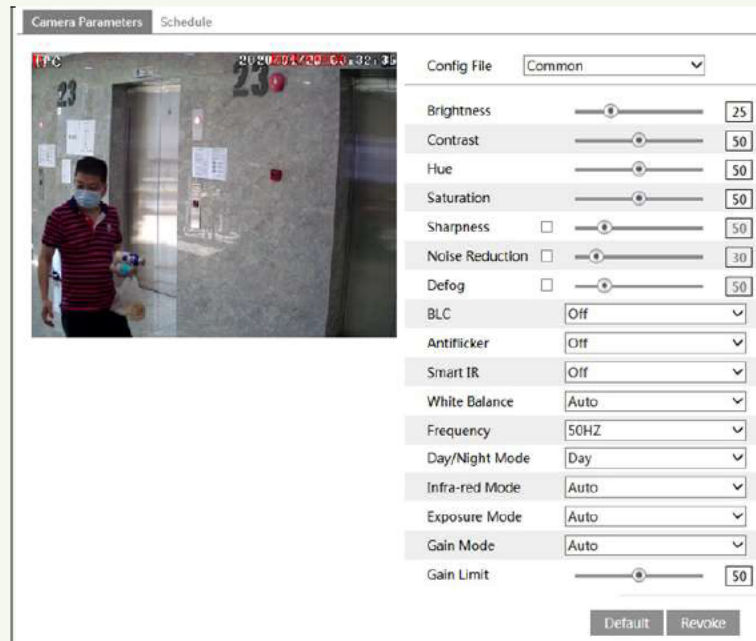 Camera Parameters Schedule
IPC
23
23
Config File Common
Brightness 25
Contrast 50
Hue 50
Saturation 50
Sharpness 50
Noise Reduction 30
Defog 50
BLC Off
Antiflicker Off
Smart IR Off
White Balance Auto
Frequency 50HZ
Day/Night Mode Day
Infra-red Mode Auto
Exposure Mode Auto
Gain Mode Auto
Gain Limit 50
Default Revoke